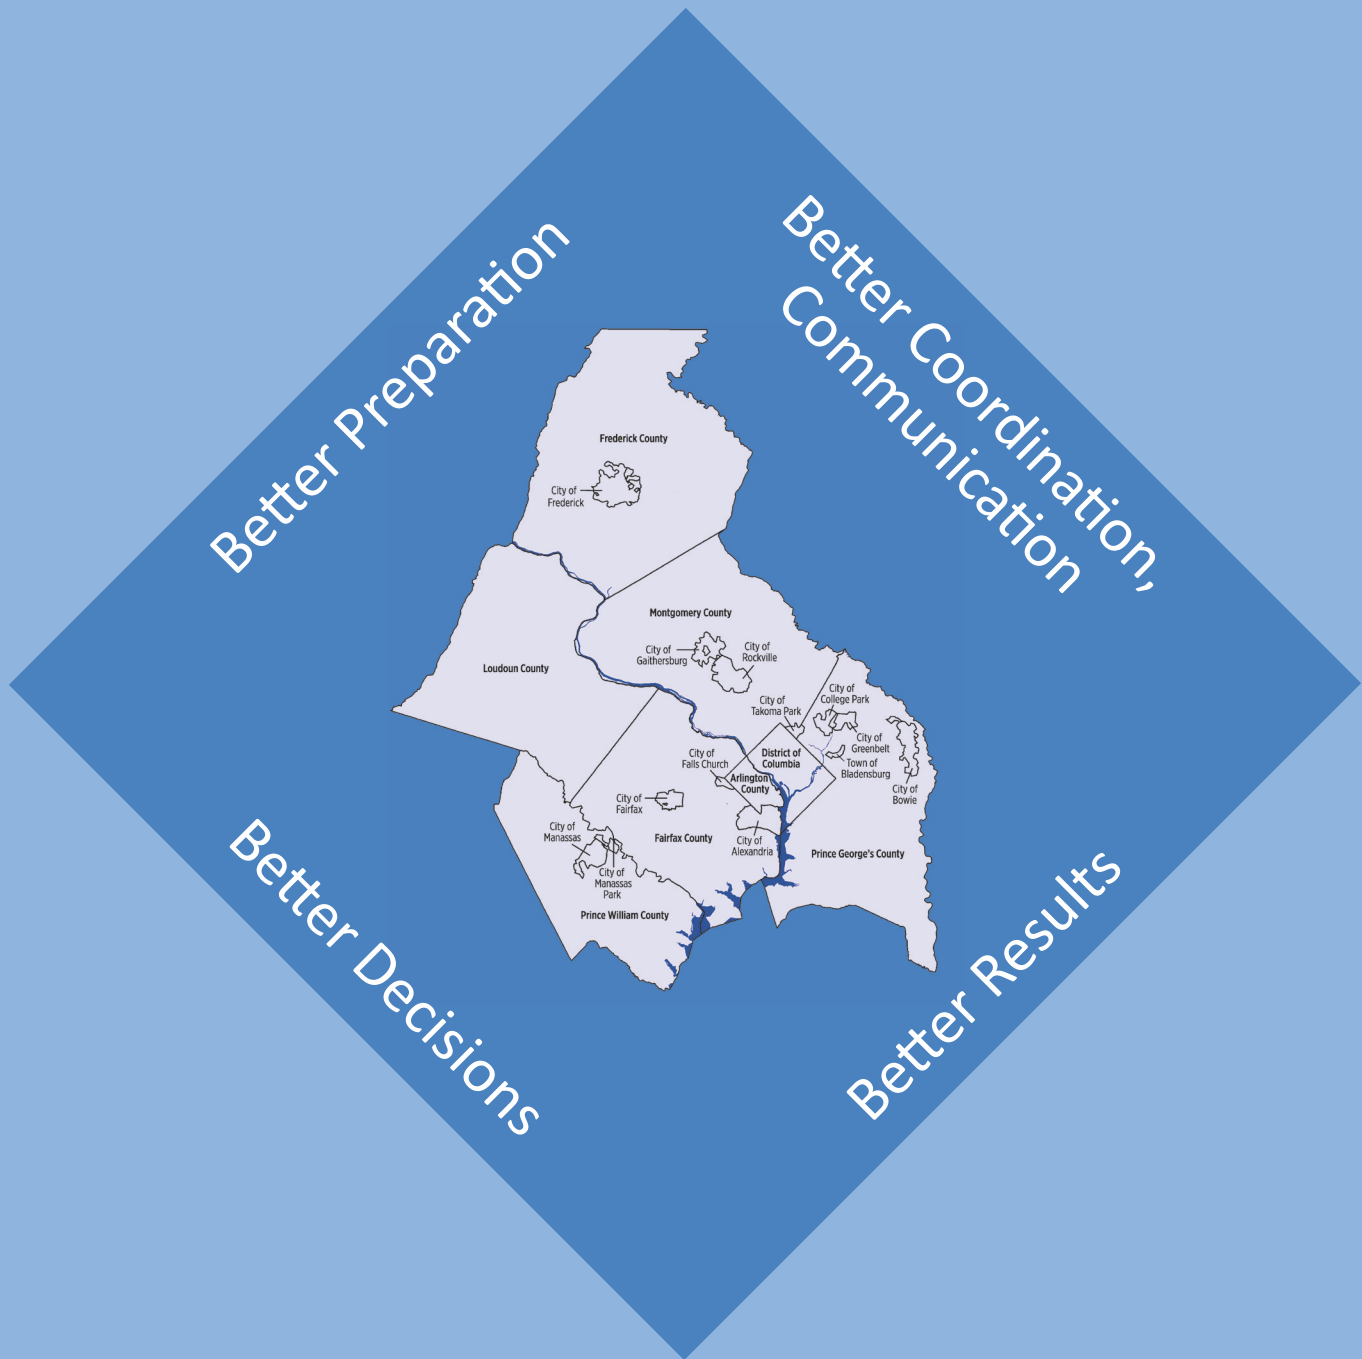 Better Preparation
Better Coordination,
Communication
Frederick County
City of
Frederick
Montgomery County
City of
Gaithersburg
City of
Rockville
Loudoun County
City of
Takoma Park
City of
College Park
City of
Greenbelt
Town of
Bladensburg
City of
Bowie
District of
Columbia
City of
Falls Church
Arlington
County
City of
Fairfax
City of
Manassas
Fairfax County
City of
Alexandria
Prince George's County
City of
Manassas
Park
Prince William County
Better Decisions
Better Results